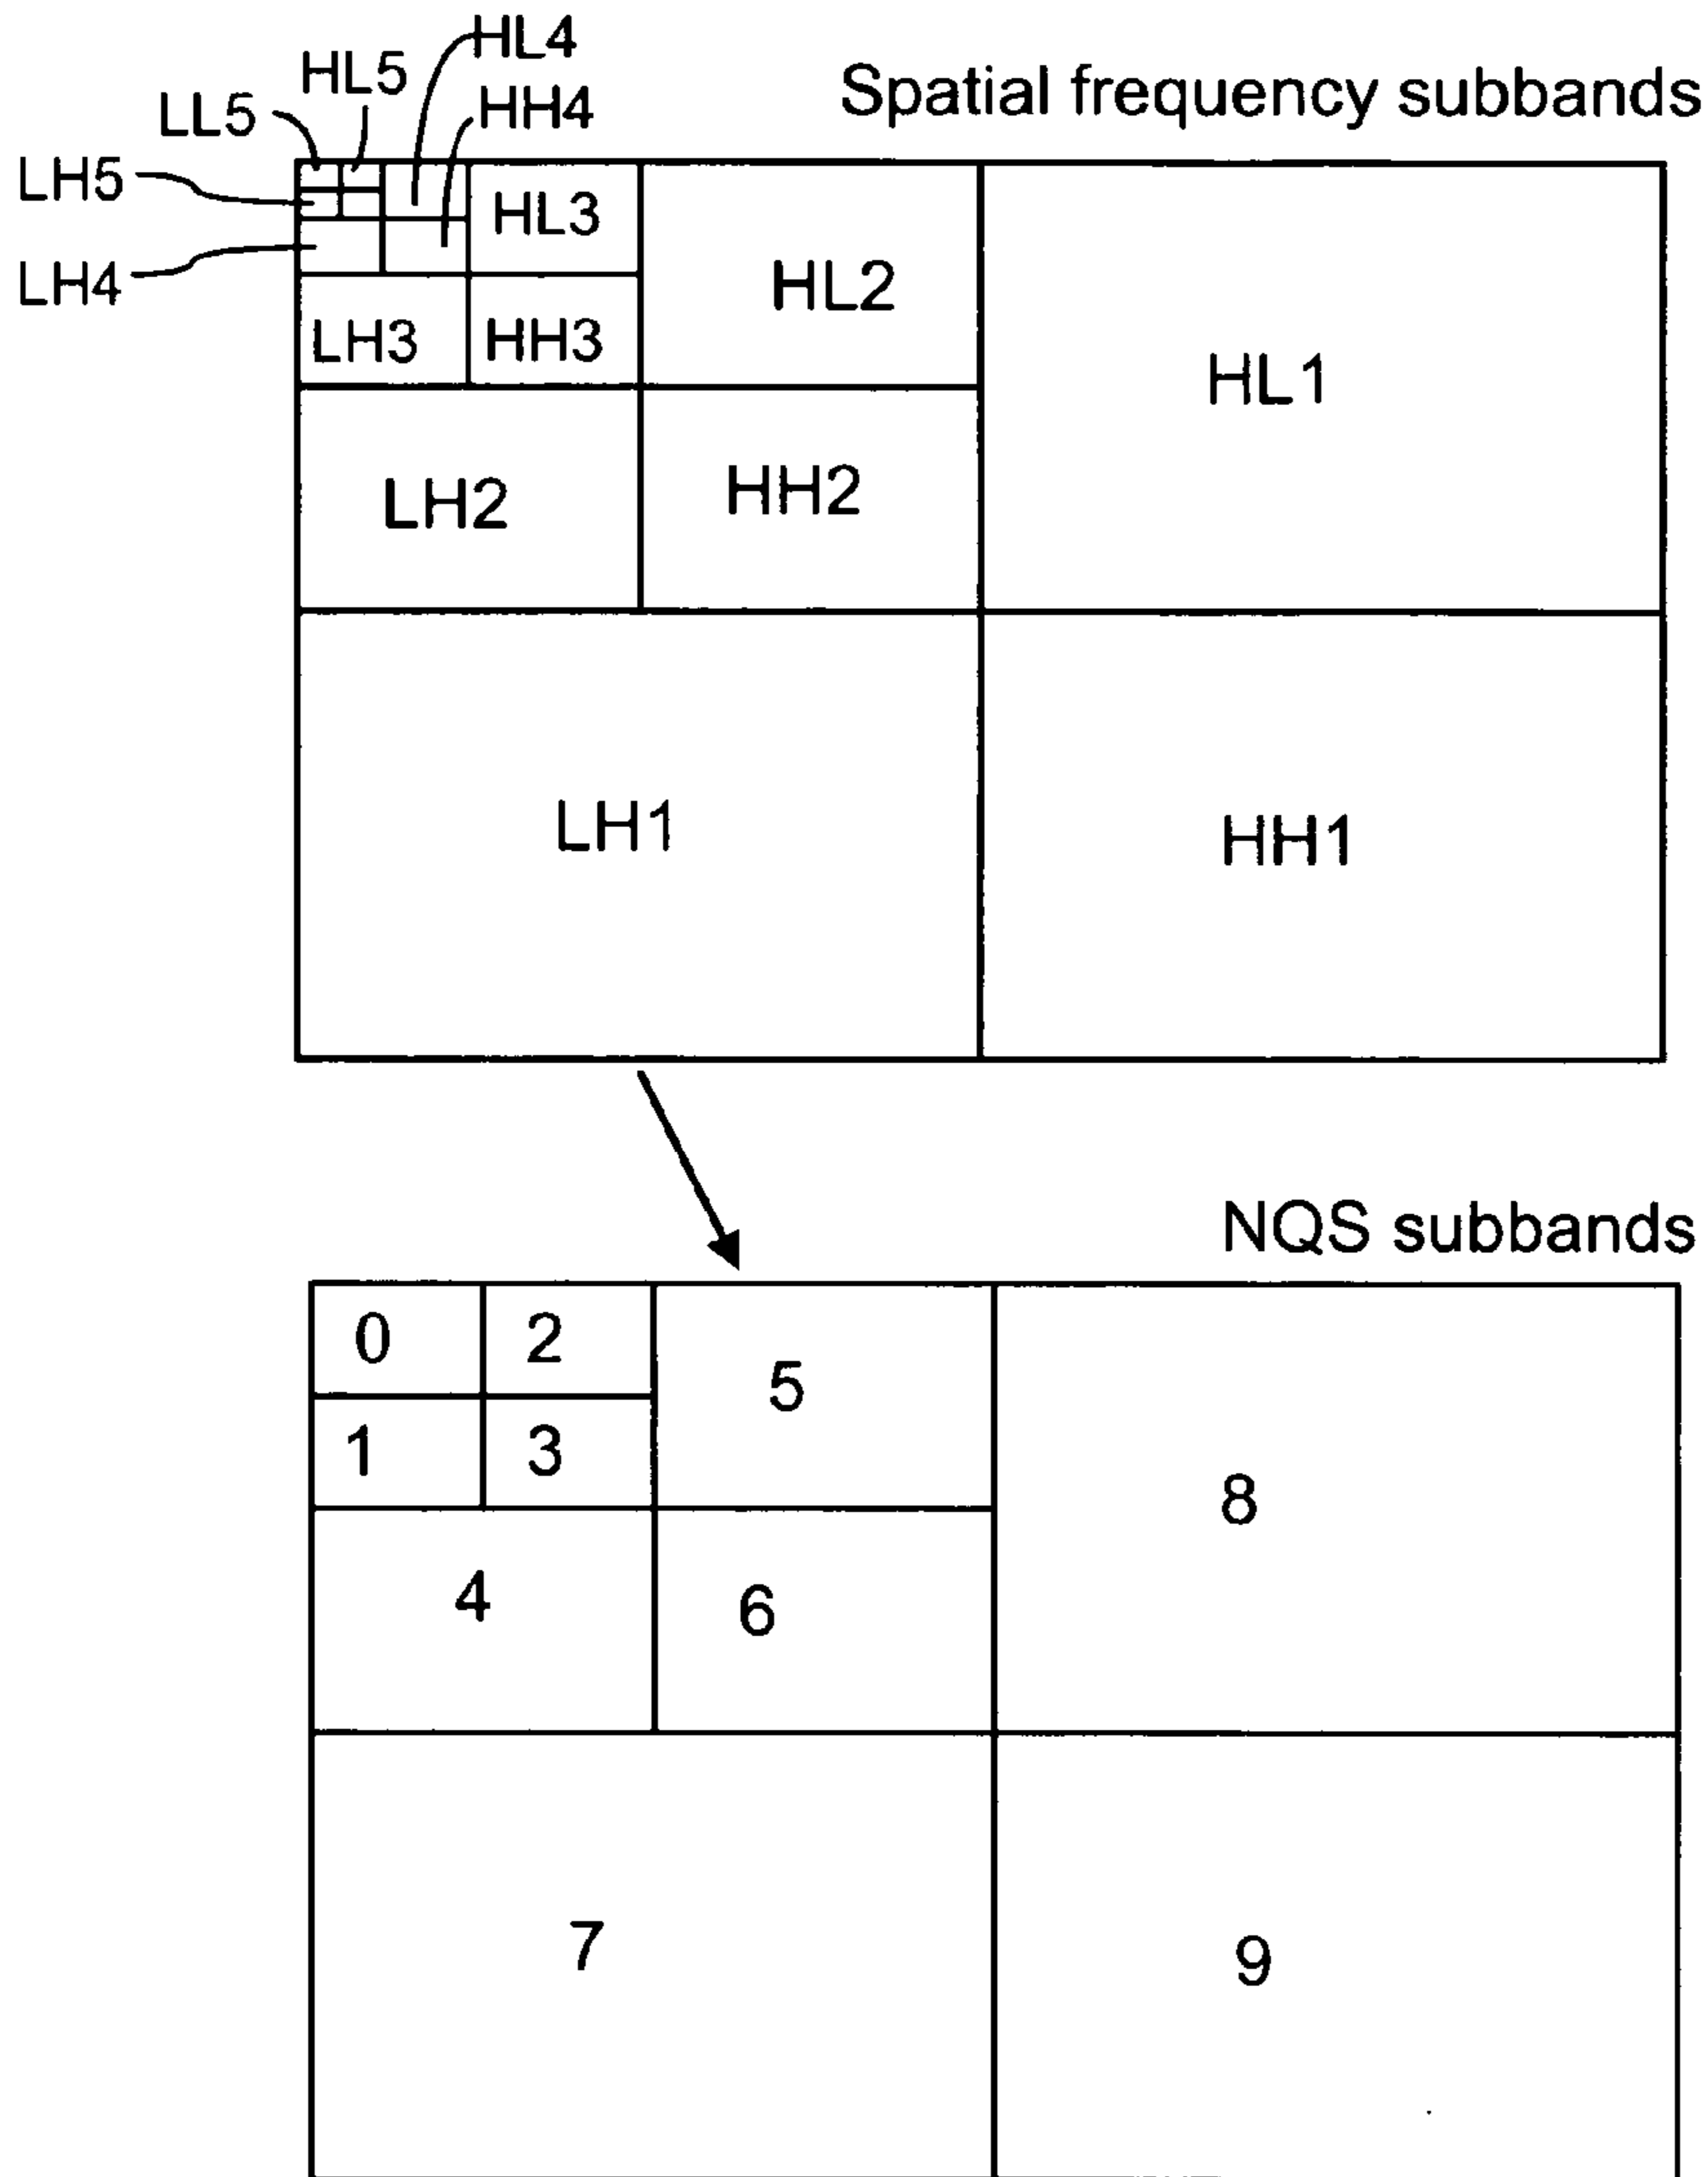 HL4
HL5
Spatial frequency subbands
LL5
HH4
LH5
HL3
HL2
LH4
LH3
HH3
HL1
LH2
HH2
LH1
HH1
NQS subbands
0
2
5
1
3
8
4
6
7
9